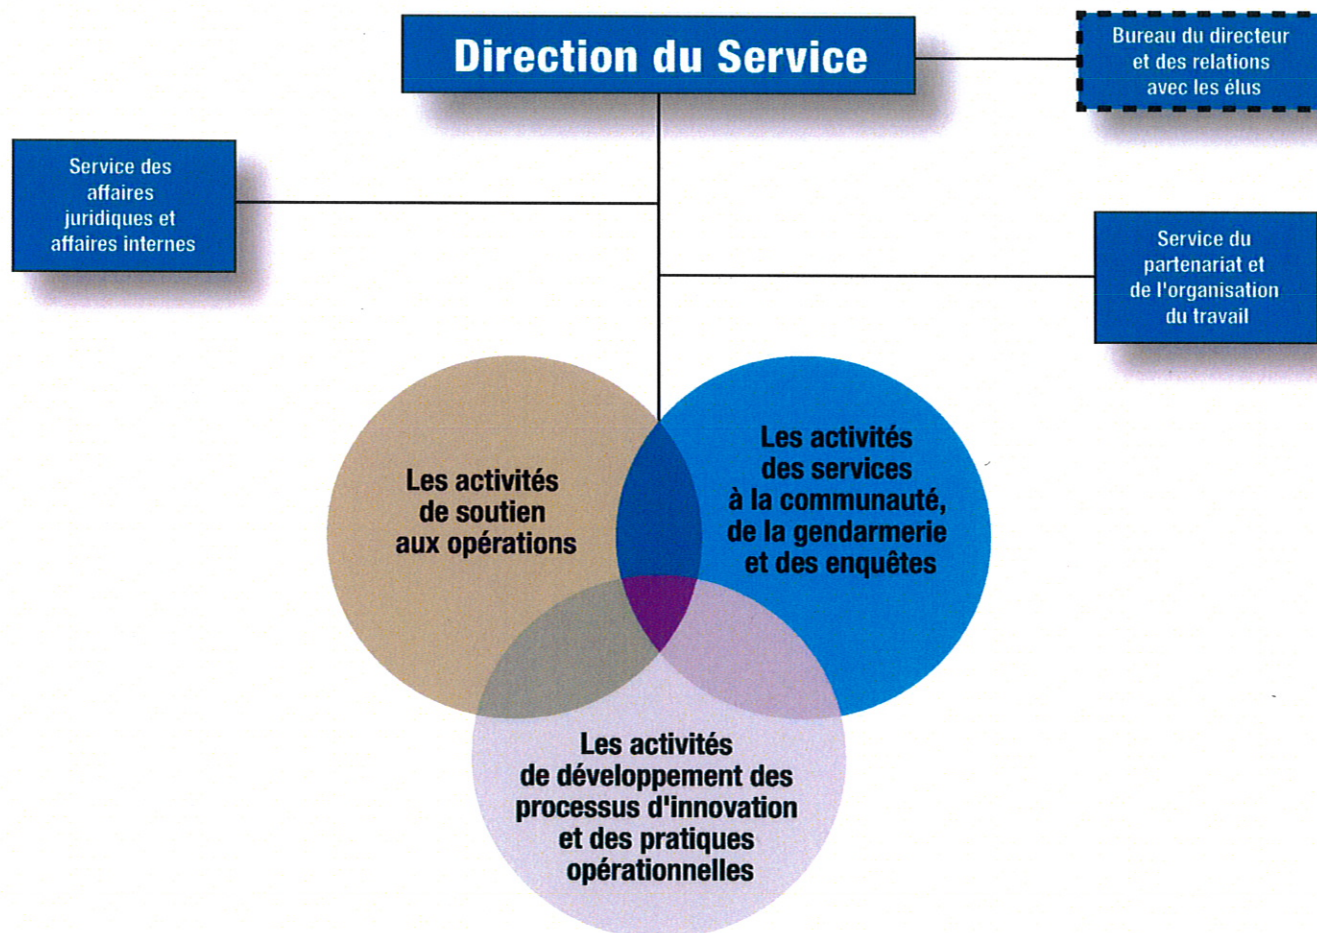 Direction du Service
Bureau du directeur
et des relations
avec les élus
Service des
affaires
juridiques et
affaires internes
Service du
partenariat et
de l'organisation
du travail
Les activités
de soutien
aux opérations
Les activités
des services
à la communauté,
de la gendarmerie
et des enquêtes
Les activités
de développement des
processus d'innovation
et des pratiques
opérationnelles